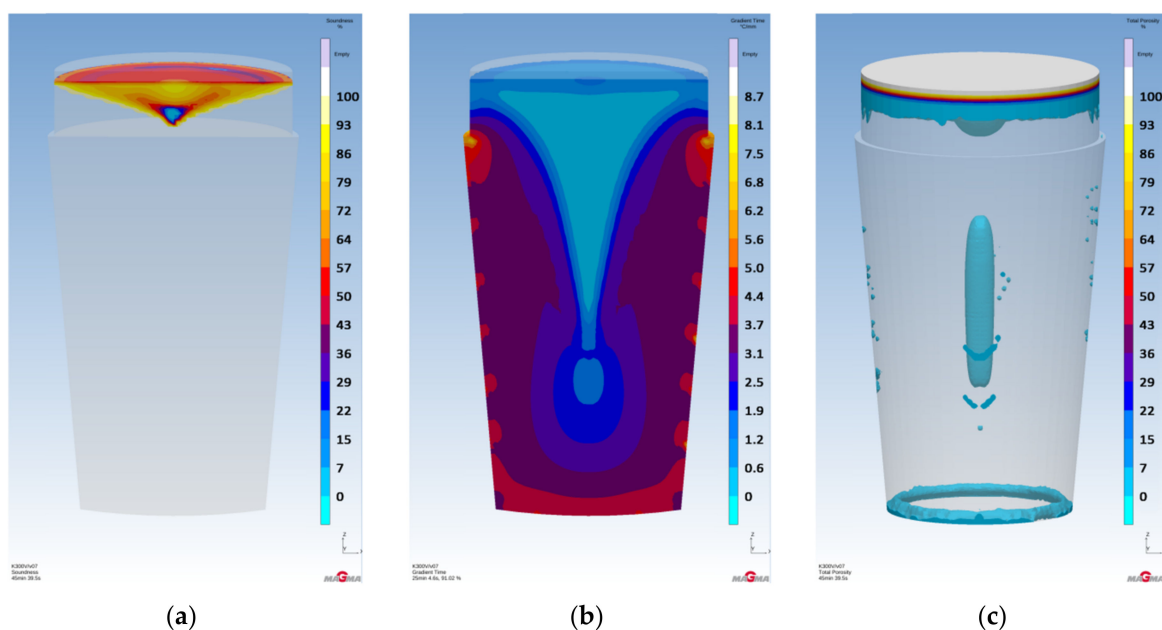 Soundness
%
Empty
100
93
86
79
72
64
57
50
43
36
29
22
15
7
0
Z
Y
X
K300V/v07
Soundness
45min 39.5s
MAGMA
(a)
Gradient Time
°C/mm
Empty
8.7
8.1
7.5
6.8
6.2
5.6
5.0
4.4
3.7
3.1
2.5
1.9
1.2
0.6
0
Z
Y
X
K300V/v07
Gradient Time
25min 4.6s, 91.02 %
MAGMA
(b)
Total Porosity
%
Empty
100
93
86
79
72
64
57
50
43
36
29
22
15
7
0
Z
Y
X
K300V/v07
Total Porosity
45min 39.5s
MAGMA
(c)